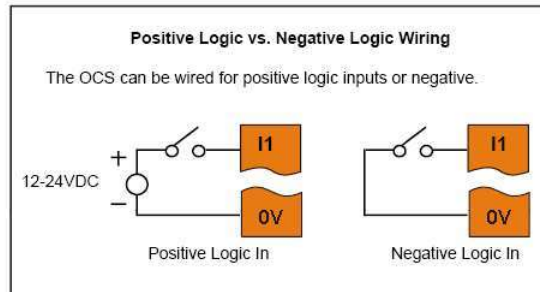 Positive Logic vs. Negative Logic Wiring
The OCS can be wired for positive logic inputs or negative.
I1
+
12-24VDC
−
0V
Positive Logic In
I1
0V
Negative Logic In